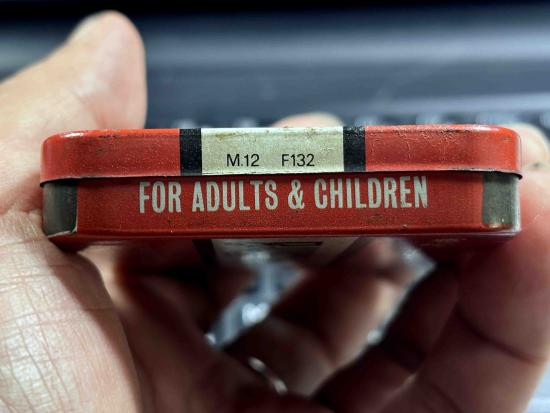 M.12 F132
FOR ADULTS & CHILDREN